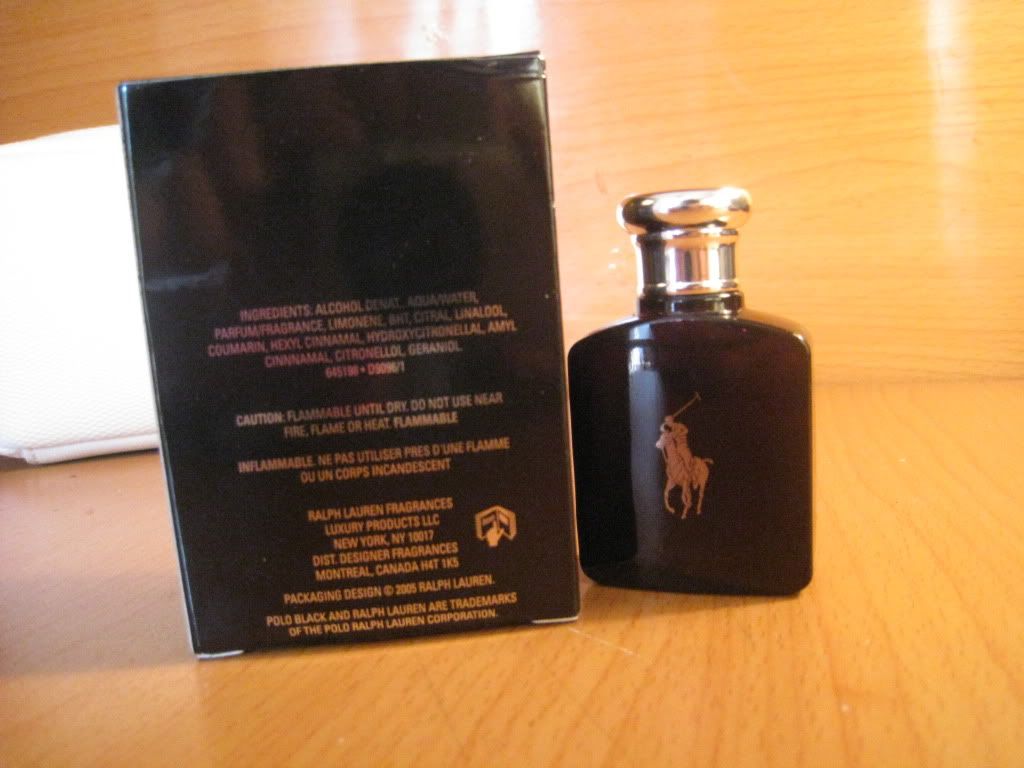 INGREDIENTS: ALCOHOL DENAT., AQUA/WATER,
PARFUM/FRAGRANCE, LIMONENE, BHT, CITRAL, LINALOOL,
COUMARIN, HEXYL CINNAMAL, HYDROXYCITRONELLAL, AMYL
CINNNAMAL, CITRONELLOL, GERANIOL
645198 • D9096/1
CAUTION: FLAMMABLE UNTIL DRY. DO NOT USE NEAR
FIRE, FLAME OR HEAT. FLAMMABLE
INFLAMMABLE. NE PAS UTILISER PRES D'UNE FLAMME
OU UN CORPS INCANDESCENT
RALPH LAUREN FRAGRANCES
LUXURY PRODUCTS LLC
NEW YORK, NY 10017
DIST. DESIGNER FRAGRANCES
MONTREAL, CANADA H4T 1K5
PACKAGING DESIGN © 2005 RALPH LAUREN.
POLO BLACK AND RALPH LAUREN ARE TRADEMARKS
OF THE POLO RALPH LAUREN CORPORATION.